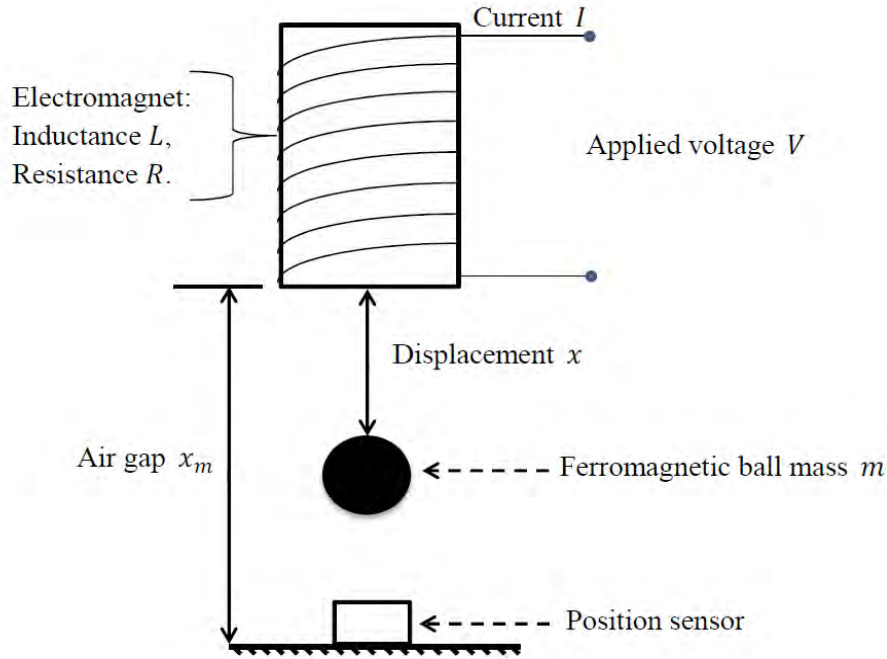 Current I
Electromagnet:
Inductance L,
Resistance R.
Applied voltage V
Displacement x
Air gap xₘ
Ferromagnetic ball mass m
Position sensor